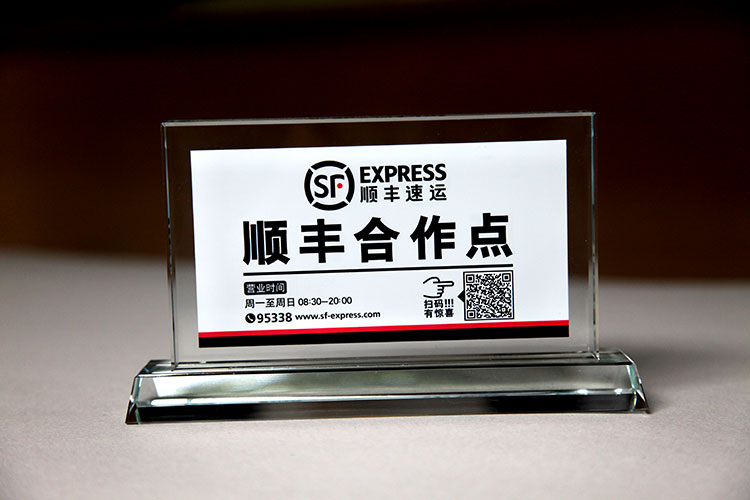 SF EXPRESS
顺丰速运
顺丰合作点
营业时间
周一至周日 08:30-20:00
95338 www.sf-express.com
扫码!!!
有惊喜